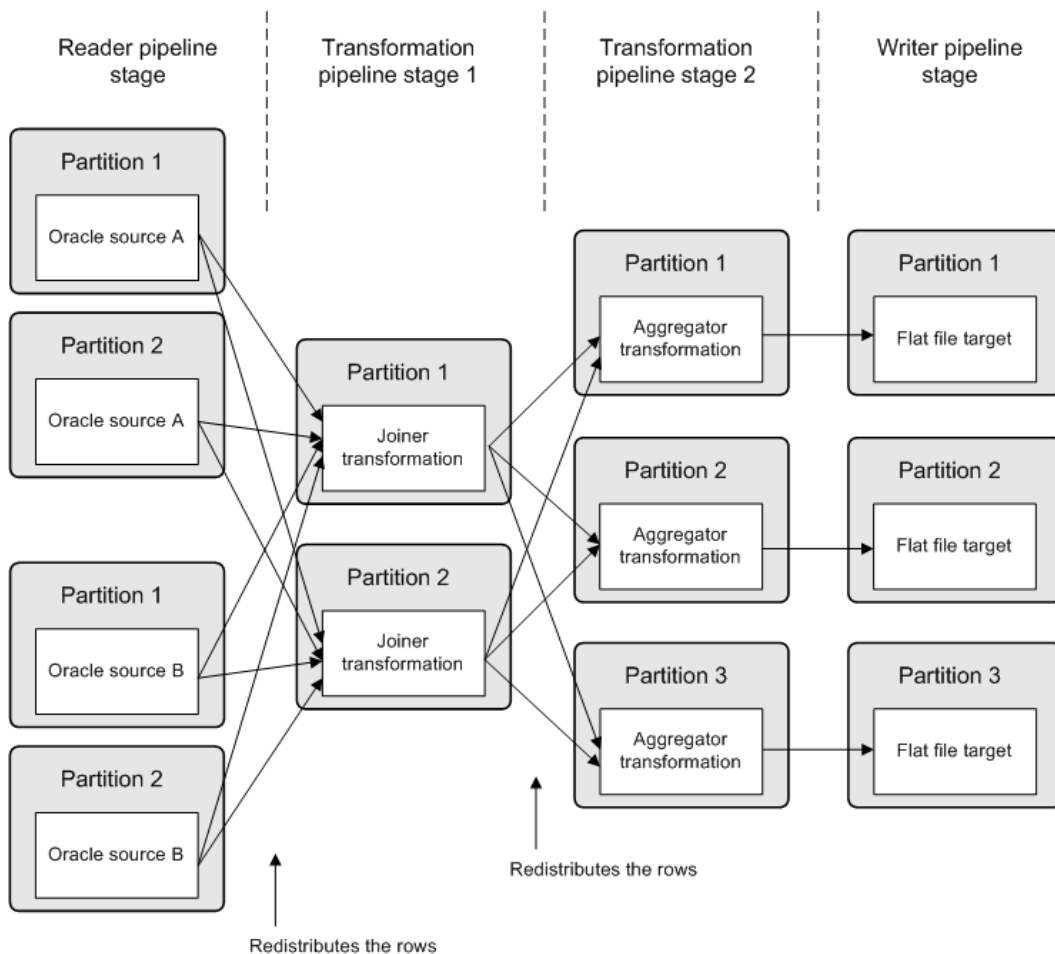 Reader pipeline
stage
Transformation
pipeline stage 1
Transformation
pipeline stage 2
Writer pipeline
stage
Partition 1
Oracle source A
Partition 2
Oracle source A
Partition 1
Oracle source B
Partition 2
Oracle source B
Partition 1
Joiner
transformation
Partition 2
Joiner
transformation
Partition 1
Aggregator
transformation
Partition 2
Aggregator
transformation
Partition 3
Aggregator
transformation
Partition 1
Flat file target
Partition 2
Flat file target
Partition 3
Flat file target
Redistributes the rows
Redistributes the rows